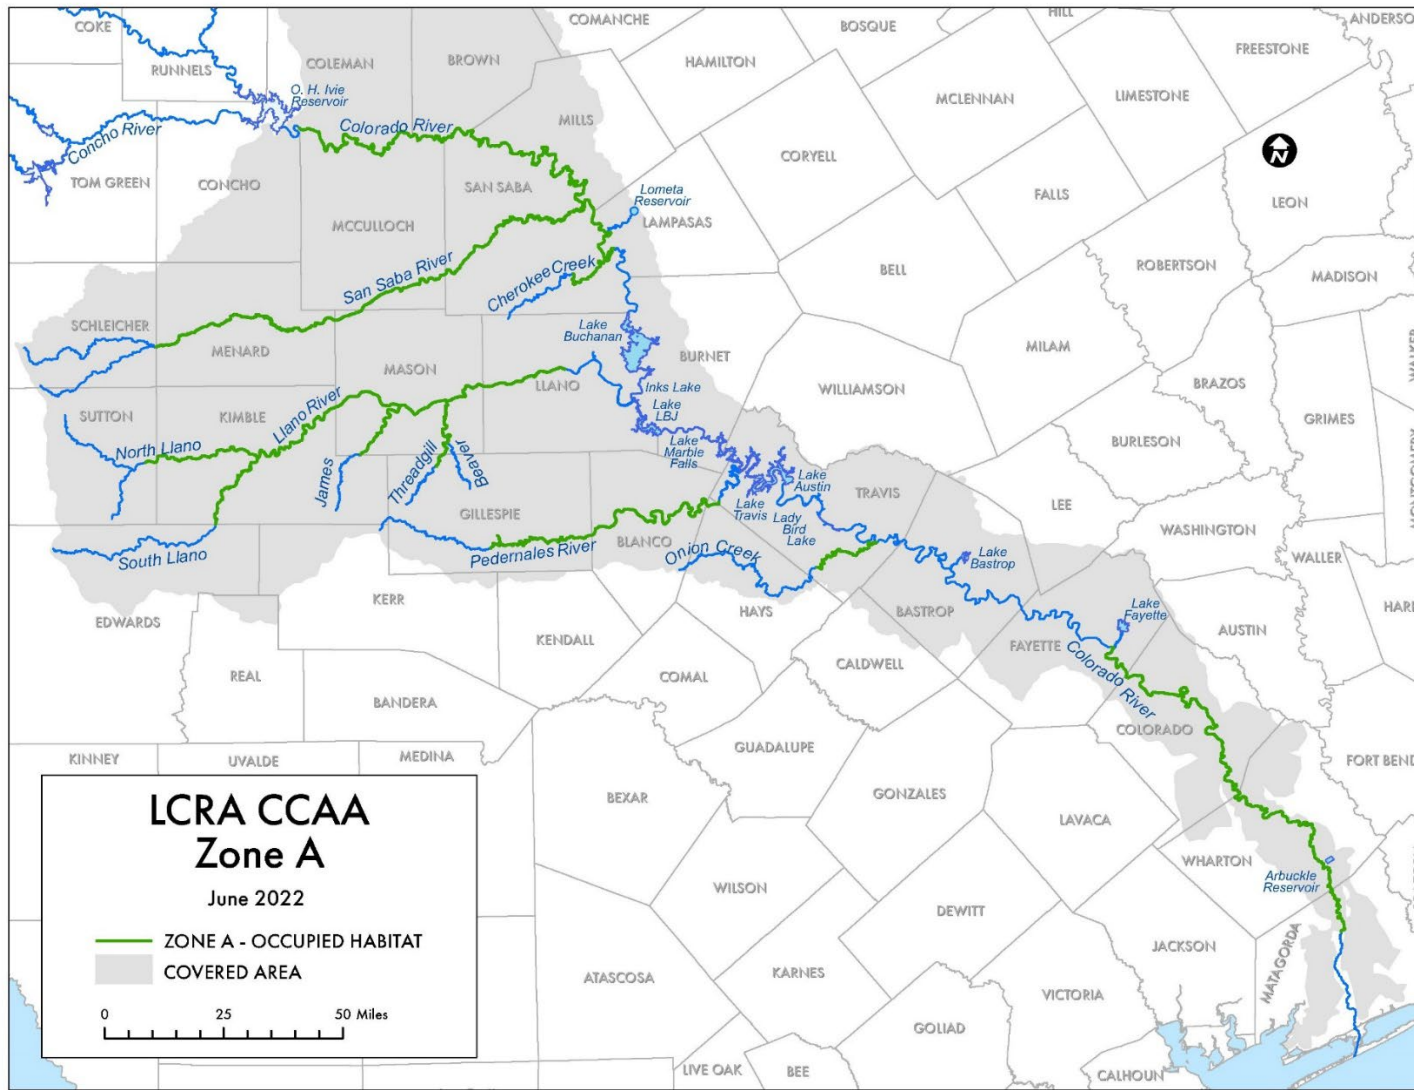 COKE
COMANCHE
BOSQUE
HILL
ANDERSO
RUNNELS
COLEMAN
BROWN
HAMILTON
FREESTONE
O. H. Ivie
Reservoir
MCLENNAN
LIMESTONE
Concho River
Colorado River
MILLS
CORYELL
N
TOM GREEN
CONCHO
SAN SABA
Lometa
Reservoir
FALLS
LEON
MCCULLOCH
LAMPASAS
San Saba River
Cherokee Creek
BELL
ROBERTSON
MADISON
SCHLEICHER
MENARD
Lake
Buchanan
BURNET
MILAM
WALKER
MASON
LLANO
Inks Lake
WILLIAMSON
BRAZOS
SUTTON
KIMBLE
Llano River
Lake
LBJ
GRIMES
North Llano
James
Threadgill
Beaver
Lake
Marble
Falls
BURLESON
MONTGOMERY
Lake
Austin
TRAVIS
LEE
GILLESPIE
Lake
Travis
Lady
Bird
Lake
WASHINGTON
South Llano
Pedernales River
BLANCO
Onion Creek
Lake
Bastrop
WALLER
EDWARDS
KERR
HAYS
BASTROP
Lake
Fayette
HARI
KENDALL
FAYETTE
AUSTIN
REAL
COMAL
CALDWELL
Colorado River
BANDERA
COLORADO
KINNEY
UVALDE
MEDINA
GUADALUPE
FORT BEND
LCRA CCAA
Zone A
June 2022
ZONE A - OCCUPIED HABITAT
COVERED AREA
0 25 50 Miles
BEXAR
GONZALES
LAVACA
WHARTON
WILSON
Arbuckle
Reservoir
DEWITT
JACKSON
MATAGORDA
ATASCOSA
KARNES
VICTORIA
GOLIAD
LIVE OAK
BEE
CALHOUN